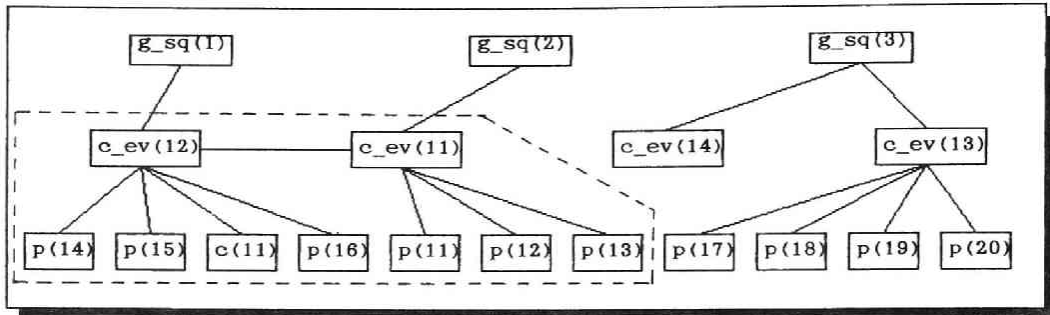 g_sq(1) g_sq(2) g_sq(3)
c_ev(12) c_ev(11) c_ev(14) c_ev(13)
p(14) p(15) c(11) p(16) p(11) p(12) p(13) p(17) p(18) p(19) p(20)